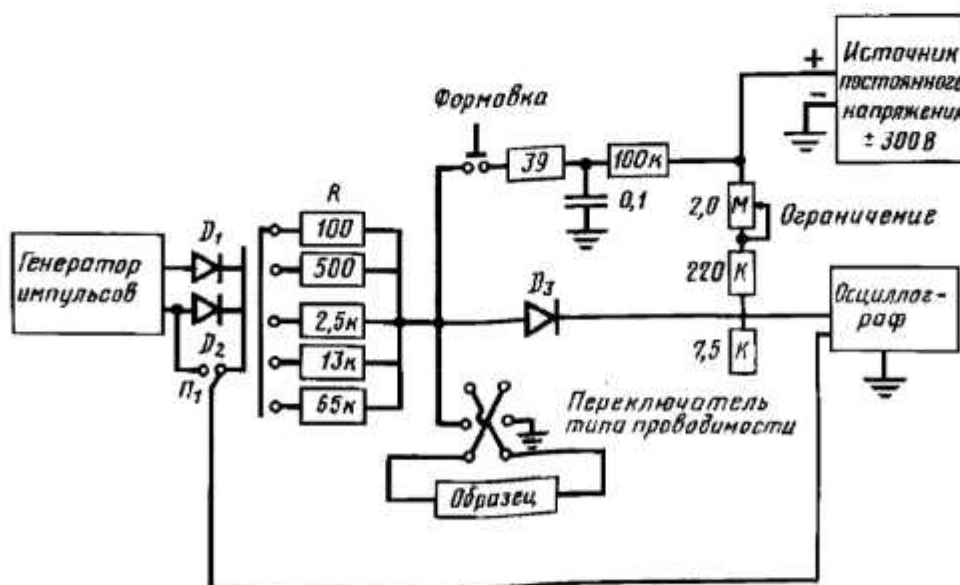 Генератор
импульсов
D1
D2
П1
R
100
500
2,5к
13к
65к
Формовка
39
100к
0,1
D3
+
−
Источник
постоянного
напряжения
± 300В
2,0 М
Ограничение
220 К
7,5 К
Осциллог-
раф
Переключатель
типа проводимости
Образец